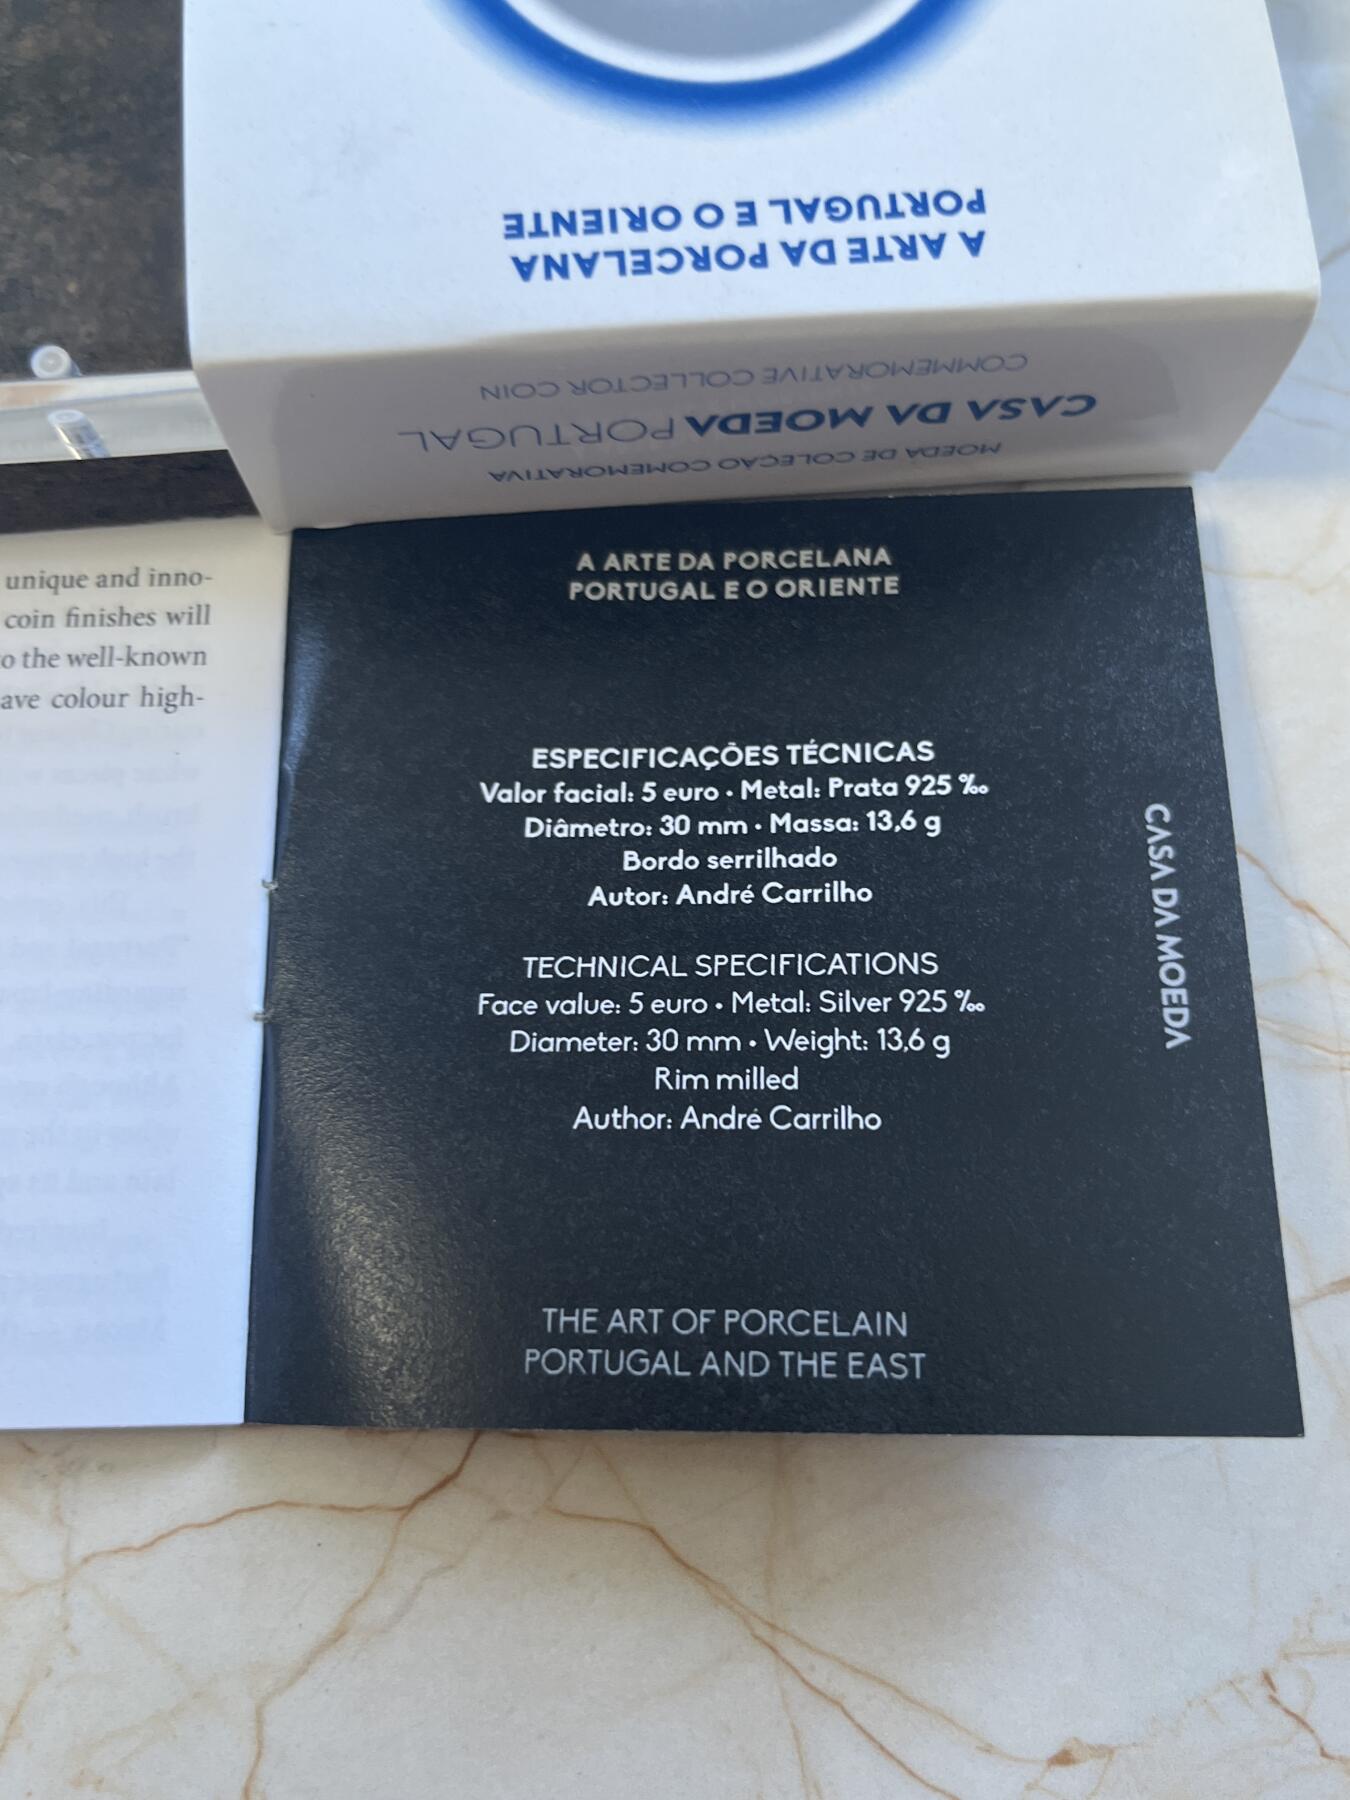 PORTUGAL E O ORIENTE
A ARTE DA PORCELANA
COMMEMORATIVE COLLECTOR COIN
CASA DA MOEDA PORTUGAL
MOEDA DE COLEÇÃO COMEMORATIVA
unique and inno-
coin finishes will
the well-known
colour high-
A ARTE DA PORCELANA
PORTUGAL E O ORIENTE
ESPECIFICAÇÕES TÉCNICAS
Valor facial: 5 euro • Metal: Prata 925 ‰
Diâmetro: 30 mm • Massa: 13,6 g
Bordo serrilhado
Autor: André Carrilho
TECHNICAL SPECIFICATIONS
Face value: 5 euro • Metal: Silver 925 ‰
Diameter: 30 mm • Weight: 13,6 g
Rim milled
Author: André Carrilho
THE ART OF PORCELAIN
PORTUGAL AND THE EAST
CASA DA MOEDA